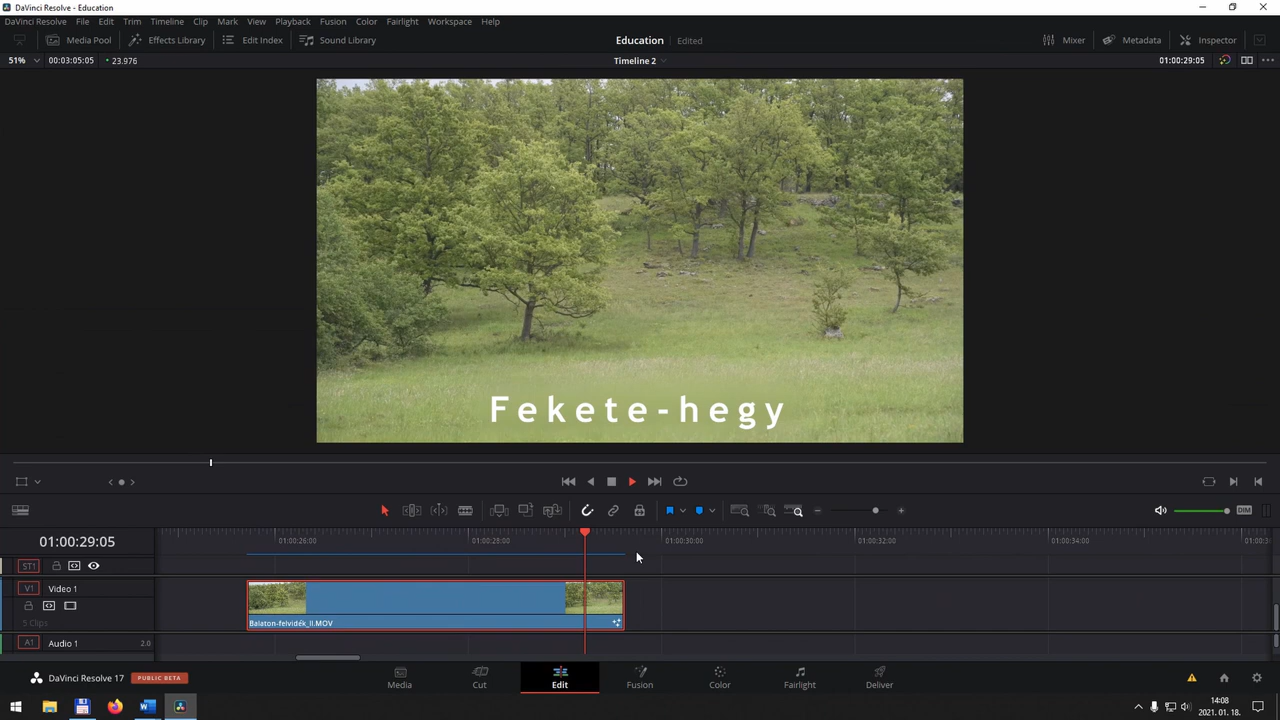 DaVinci Resolve - Education
DaVinci Resolve File Edit Trim Timeline Clip Mark View Playback Fusion Color Fairlight Workspace Help
Media Pool Effects Library Edit Index Sound Library Education Edited Mixer Metadata Inspector
51% 00:03:05:05 23.976 Timeline 2 01:00:29:05
Fekete-hegy
DIM
01:00:29:05 01:00:26:00 01:00:28:00 01:00:30:00 01:00:32:00 01:00:34:00
ST1
V1 Video 1
5 Clips
Balaton-felvidék_II.MOV
A1 Audio 1 2.0
DaVinci Resolve 17 PUBLIC BETA Media Cut Edit Fusion Color Fairlight Deliver
14:08
2021. 01. 18.